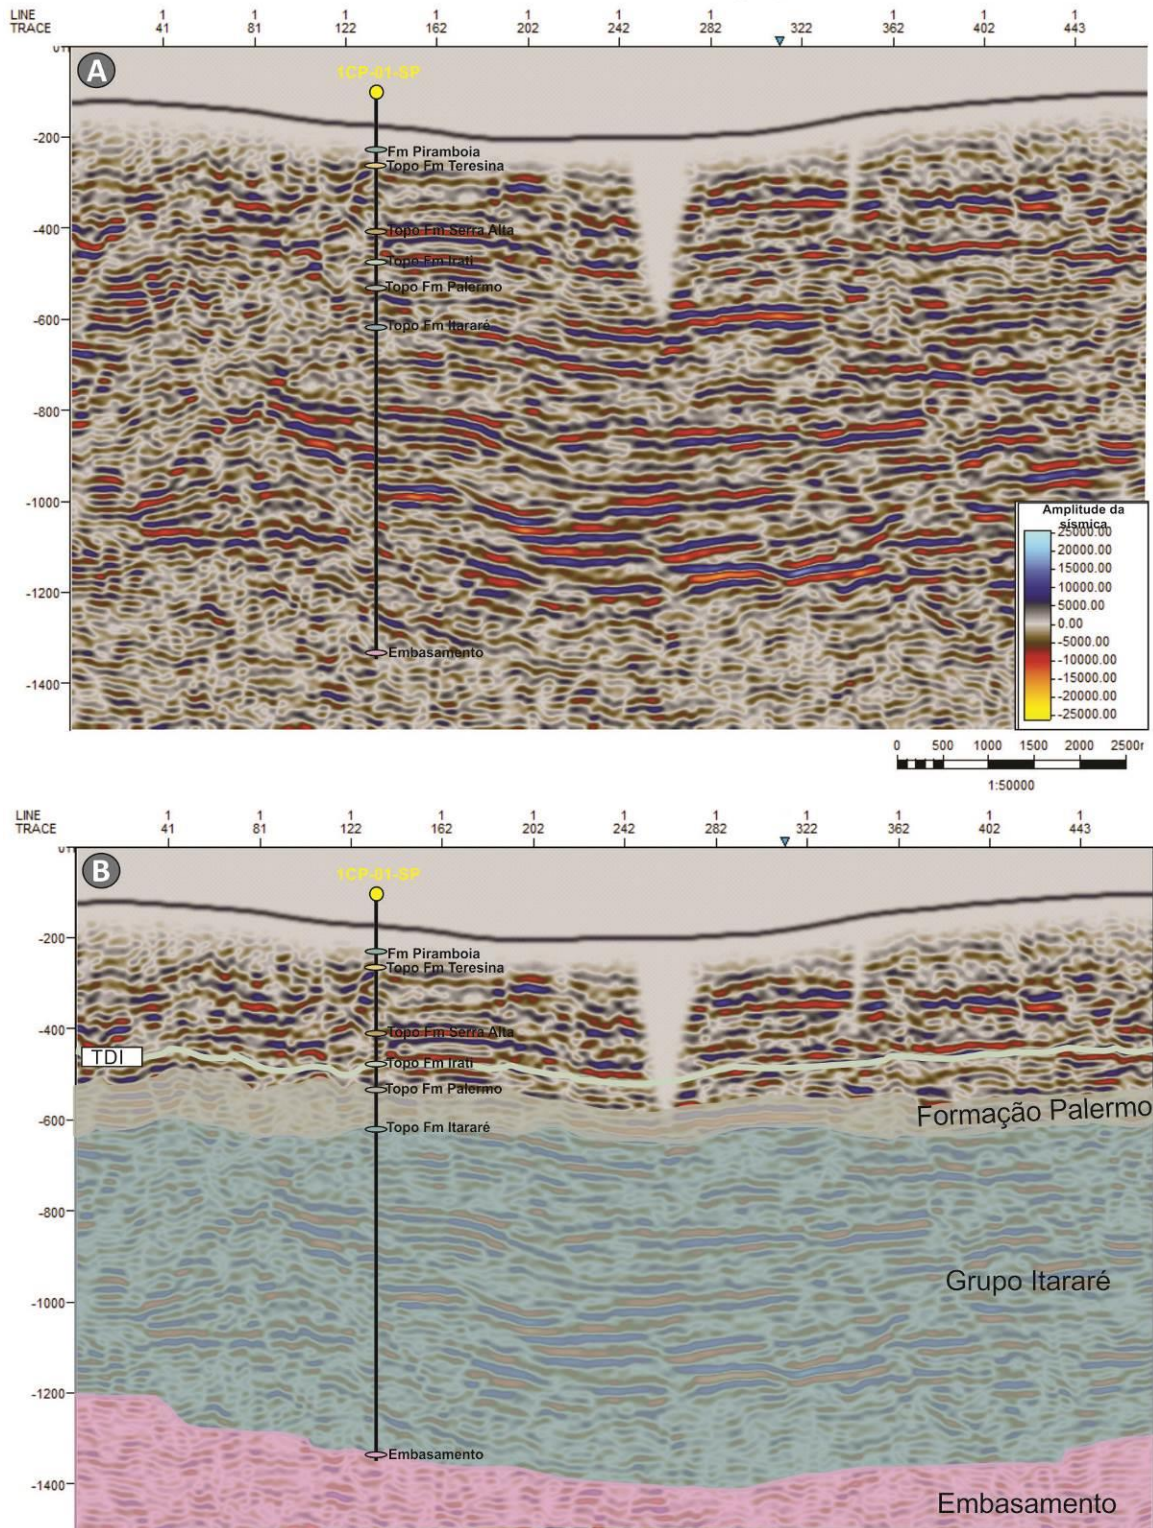 LINE 1 1 1 1 1 1 1 1 1 1 1
TRACE 41 81 122 162 202 242 282 322 362 402 443
A
1CP-01-SP
-200
Fm Piramboia
Topo Fm Teresina
-400
Topo Fm Serra Alta
Topo Fm Irati
Topo Fm Palermo
-600
Topo Fm Itararé
-800
-1000
-1200
Embasamento
-1400
Amplitude da
sísmica
25000.00
20000.00
15000.00
10000.00
5000.00
0.00
-5000.00
-10000.00
-15000.00
-20000.00
-25000.00
0 500 1000 1500 2000 2500
1:50000
LINE 1 1 1 1 1 1 1 1 1 1 1
TRACE 41 81 122 162 202 242 282 322 362 402 443
B
1CP-01-SP
-200
Fm Piramboia
Topo Fm Teresina
-400
Topo Fm Serra Alta
TDI
Topo Fm Irati
Topo Fm Palermo
Formação Palermo
-600
Topo Fm Itararé
-800
Grupo Itararé
-1000
-1200
Embasamento
-1400
Embasamento